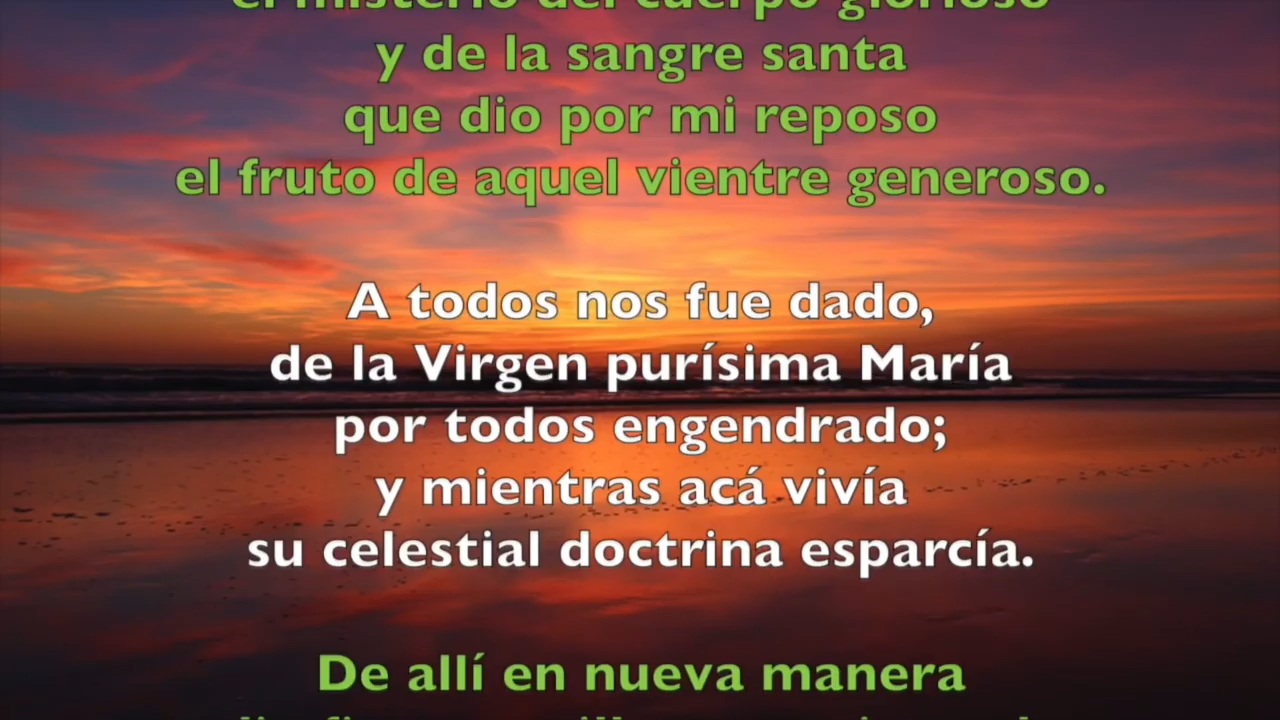 el misterio del cuerpo glorioso
y de la sangre santa
que dio por mi reposo
el fruto de aquel vientre generoso.
A todos nos fue dado,
de la Virgen purísima María
por todos engendrado;
y mientras acá vivía
su celestial doctrina esparcía.
De allí en nueva manera